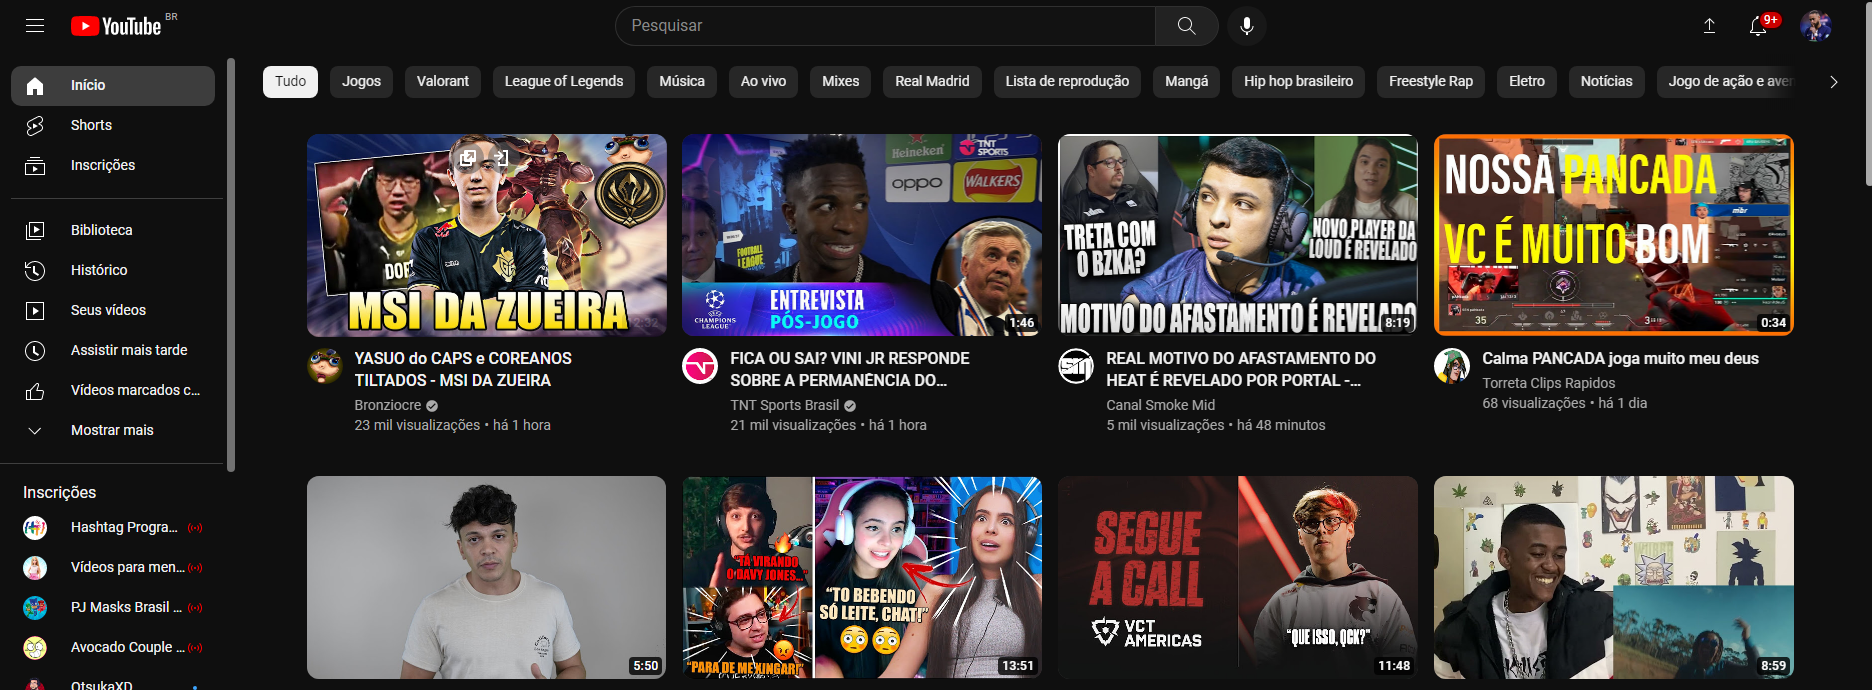 YouTube BR
Pesquisar
9+
Início
Shorts
Inscrições
Biblioteca
Histórico
Seus vídeos
Assistir mais tarde
Vídeos marcados c...
Mostrar mais
Inscrições
Hashtag Progra...
Vídeos para men...
PJ Masks Brasil ...
Avocado Couple ...
OtsukaXD
Tudo
Jogos
Valorant
League of Legends
Música
Ao vivo
Mixes
Real Madrid
Lista de reprodução
Mangá
Hip hop brasileiro
Freestyle Rap
Eletro
Notícias
Jogo de ação e aven
MSI DA ZUEIRA
12:32
YASUO do CAPS e COREANOS
TILTADOS - MSI DA ZUEIRA
Bronziocre
23 mil visualizações • há 1 hora
Heineken
TNT
SPORTS
oppo
WALKERS
FOOTBALL
LEAGUE
CHAMPIONS
LEAGUE
ENTREVISTA
PÓS-JOGO
1:46
FICA OU SAI? VINI JR RESPONDE
SOBRE A PERMANÊNCIA DO...
TNT Sports Brasil
21 mil visualizações • há 1 hora
TRETA COM
O BZKA?
NOVO PLAYER DA
LOUD É REVELADO
MOTIVO DO AFASTAMENTO É REVELADO
8:19
REAL MOTIVO DO AFASTAMENTO DO
HEAT É REVELADO POR PORTAL -...
Canal Smoke Mid
5 mil visualizações • há 48 minutos
NOSSA PANCADA
VC É MUITO BOM
mibr
35
0:34
Calma PANCADA joga muito meu deus
Torreta Clips Rapidos
68 visualizações • há 1 dia
5:50
"TÁ VIRANDO
O DAVY JONES..."
"PARA DE ME XINGAR!"
"TO BEBENDO
SÓ LEITE, CHAT!"
13:51
SEGUE
A CALL
VCT
AMERICAS
"QUE ISSO, QCK?"
11:48
8:59